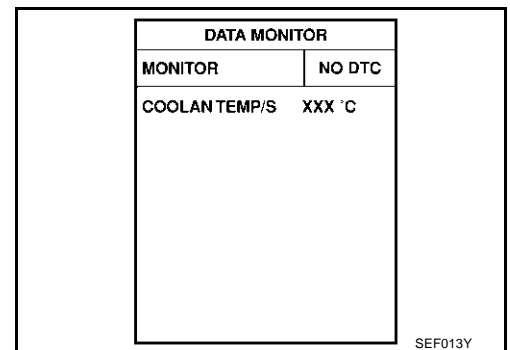 DATA MONITOR
MONITOR NO DTC
COOLAN TEMP/S XXX °C
SEF013Y